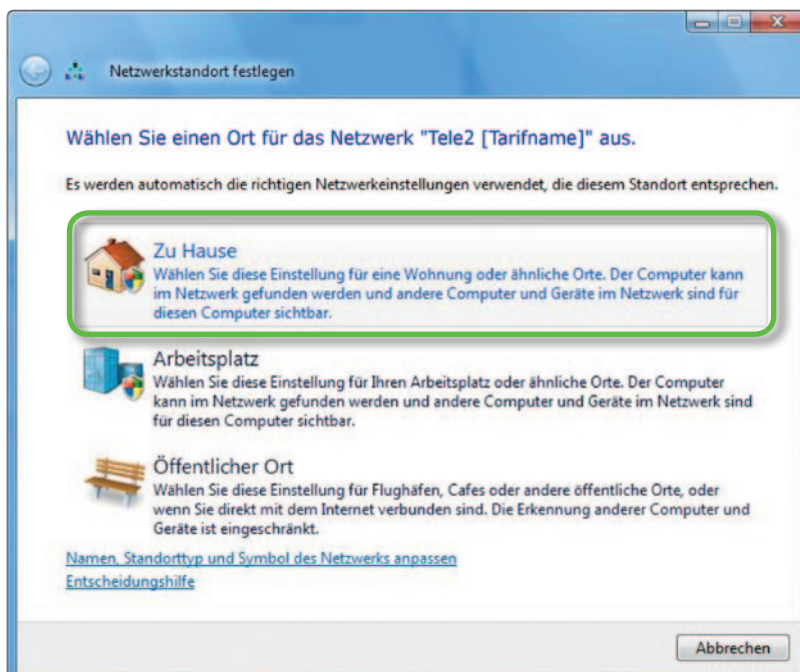 Netzwerkstandort festlegen
Wählen Sie einen Ort für das Netzwerk "Tele2 [Tarifname]" aus.
Es werden automatisch die richtigen Netzwerkeinstellungen verwendet, die diesem Standort entsprechen.
Zu Hause
Wählen Sie diese Einstellung für eine Wohnung oder ähnliche Orte. Der Computer kann
im Netzwerk gefunden werden und andere Computer und Geräte im Netzwerk sind für
diesen Computer sichtbar.
Arbeitsplatz
Wählen Sie diese Einstellung für Ihren Arbeitsplatz oder ähnliche Orte. Der Computer
kann im Netzwerk gefunden werden und andere Computer und Geräte im Netzwerk sind
für diesen Computer sichtbar.
Öffentlicher Ort
Wählen Sie diese Einstellung für Flughäfen, Cafes oder andere öffentliche Orte, oder
wenn Sie direkt mit dem Internet verbunden sind. Die Erkennung anderer Computer und
Geräte ist eingeschränkt.
Namen, Standorttyp und Symbol des Netzwerks anpassen
Entscheidungshilfe
Abbrechen